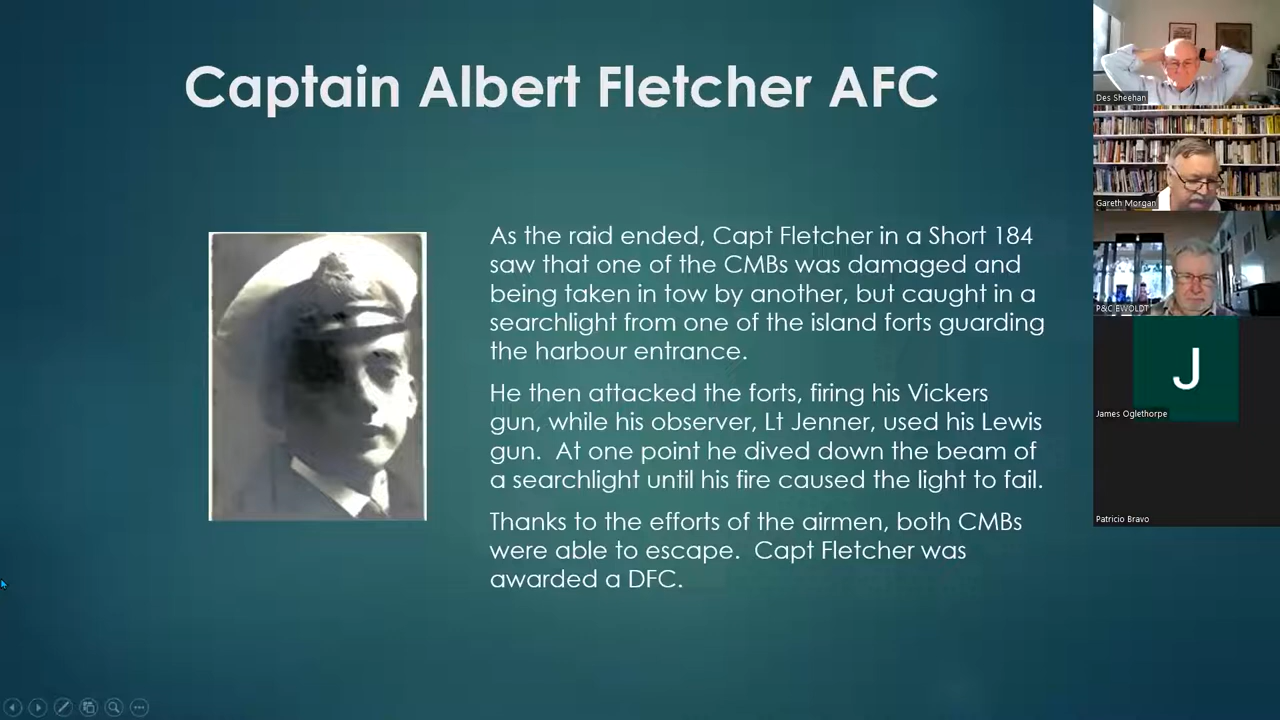 Captain Albert Fletcher AFC
As the raid ended, Capt Fletcher in a Short 184
saw that one of the CMBs was damaged and
being taken in tow by another, but caught in a
searchlight from one of the island forts guarding
the harbour entrance.
He then attacked the forts, firing his Vickers
gun, while his observer, Lt Jenner, used his Lewis
gun.  At one point he dived down the beam of
a searchlight until his fire caused the light to fail.
Thanks to the efforts of the airmen, both CMBs
were able to escape.  Capt Fletcher was
awarded a DFC.
Des Sheehan
Gareth Morgan
P&C EWOLDT
J
James Oglethorpe
Patricio Bravo